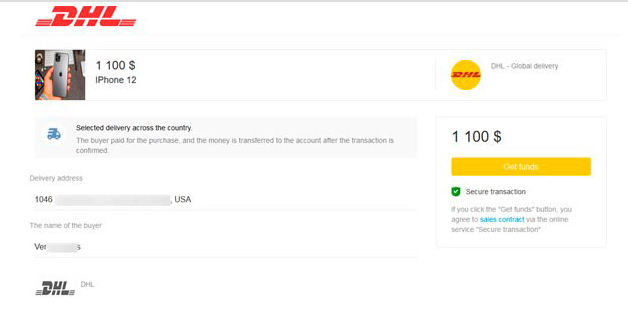 DHL
1 100 $
IPhone 12
DHL
DHL - Global delivery
Selected delivery across the country.
The buyer paid for the purchase, and the money is transferred to the account after the transaction is
confirmed.
1 100 $
Get funds
Secure transaction
If you click the "Get funds" button, you
agree to sales contract via the online
service "Secure transaction"
Delivery address
1046 , USA
The name of the buyer
Ver s
DHL
DHL